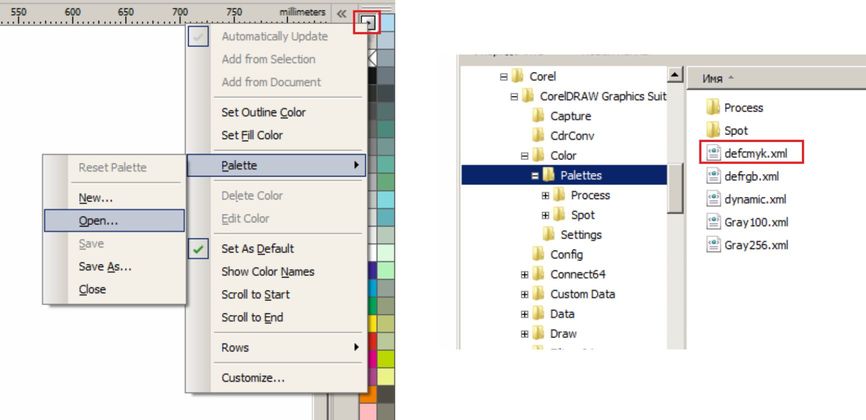 550 600 650 700 750 millimeters
Automatically Update
Add from Selection
Add from Document
Set Outline Color
Set Fill Color
Palette
Delete Color
Edit Color
Set As Default
Show Color Names
Scroll to Start
Scroll to End
Rows
Customize...
Reset Palette
New...
Open...
Save
Save As...
Close
Corel
CorelDRAW Graphics Suit
Capture
CdrConv
Color
Palettes
Process
Spot
Settings
Config
Connect64
Custom Data
Data
Draw
Имя
Process
Spot
defcmyk.xml
defrgb.xml
dynamic.xml
Gray100.xml
Gray256.xml